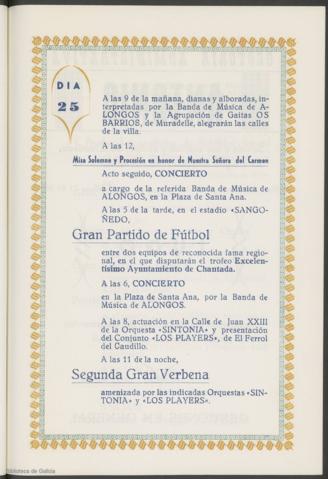 DIA
25
A las 9 de la mañana, dianas y alboradas, in-
terpretadas por la Banda de Música de A-
LONGOS y la Agrupación de Gaitas OS
BARRIOS, de Muradelle, alegrarán las calles
de la villa.
A las 12,
Misa Solemne y Procesión en honor de Nuestra Señora del Carmen
Acto seguido, CONCIERTO
a cargo de la referida Banda de Música de
ALONGOS, en la Plaza de Santa Ana.
A las 5 de la tarde, en el estadio «SANGO-
ÑEDO,
Gran Partido de Fútbol
entre dos equipos de reconocida fama regio-
nal, en el que disputarán el trofeo Excelen-
tísimo Ayuntamiento de Chantada.
A las 6, CONCIERTO
en la Plaza de Santa Ana, por la Banda de
Música de ALONGOS.
A las 8, actuación en la Calle de Juan XXIII
de la Orquesta «SINTONIA» y presentación
del Conjunto «LOS PLAYERS», de El Ferrol
del Caudillo.
A las 11 de la noche,
Segunda Gran Verbena
amenizada por las indicadas Orquestas «SIN-
TONIA» y «LOS PLAYERS».
Biblioteca de Galicia